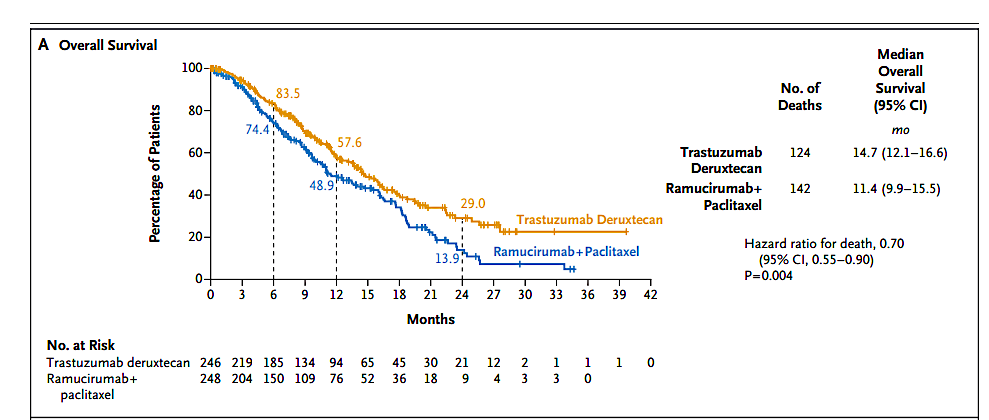 A Overall Survival
Percentage of Patients
100
80
60
40
20
0
83.5
74.4
57.6
48.9
29.0
13.9
Trastuzumab Deruxtecan
Ramucirumab+Paclitaxel
0 3 6 9 12 15 18 21 24 27 30 33 36 39 42
Months
No. of
Deaths
Median
Overall
Survival
(95% CI)
mo
Trastuzumab
Deruxtecan
124 14.7 (12.1–16.6)
Ramucirumab+
Paclitaxel
142 11.4 (9.9–15.5)
Hazard ratio for death, 0.70
(95% CI, 0.55–0.90)
P=0.004
No. at Risk
Trastuzumab deruxtecan 246 219 185 134 94 65 45 30 21 12 2 1 1 1 0
Ramucirumab+ 248 204 150 109 76 52 36 18 9 4 3 3 0
paclitaxel